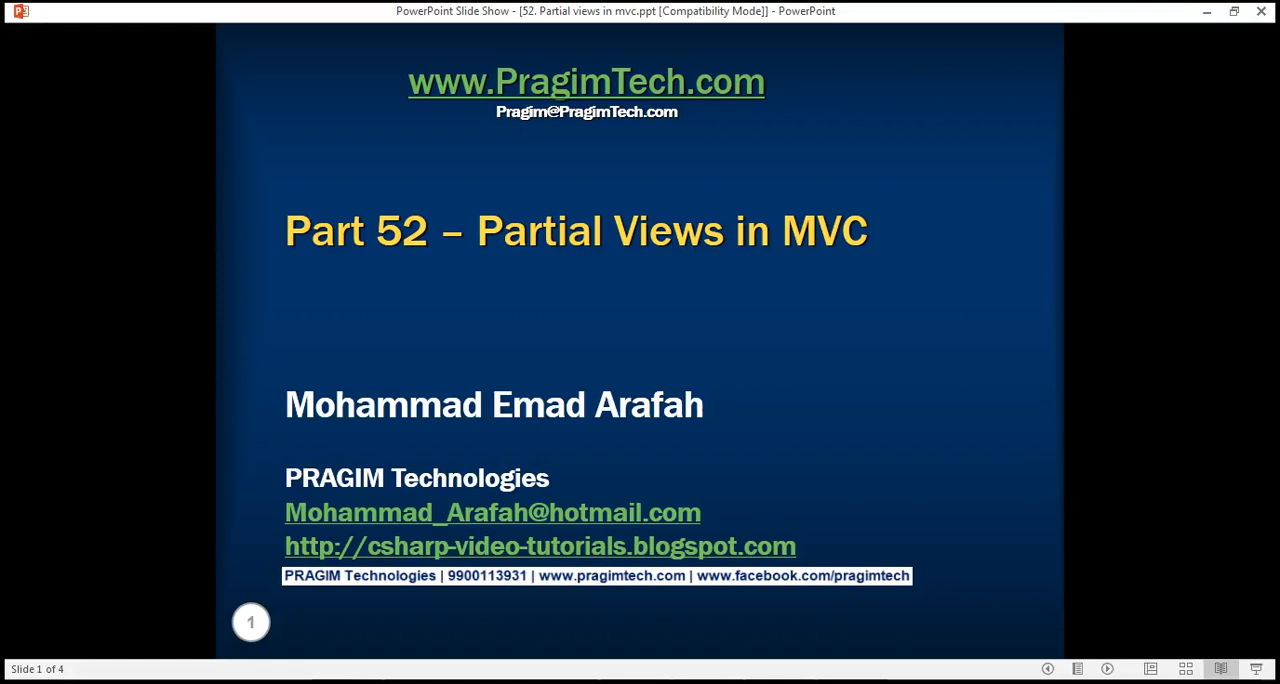 PowerPoint Slide Show - [52. Partial views in mvc.ppt [Compatibility Mode]] - PowerPoint
www.PragimTech.com
Pragim@PragimTech.com
Part 52 – Partial Views in MVC
Mohammad Emad Arafah
PRAGIM Technologies
Mohammad_Arafah@hotmail.com
http://csharp-video-tutorials.blogspot.com
PRAGIM Technologies | 9900113931 | www.pragimtech.com | www.facebook.com/pragimtech
1
Slide 1 of 4